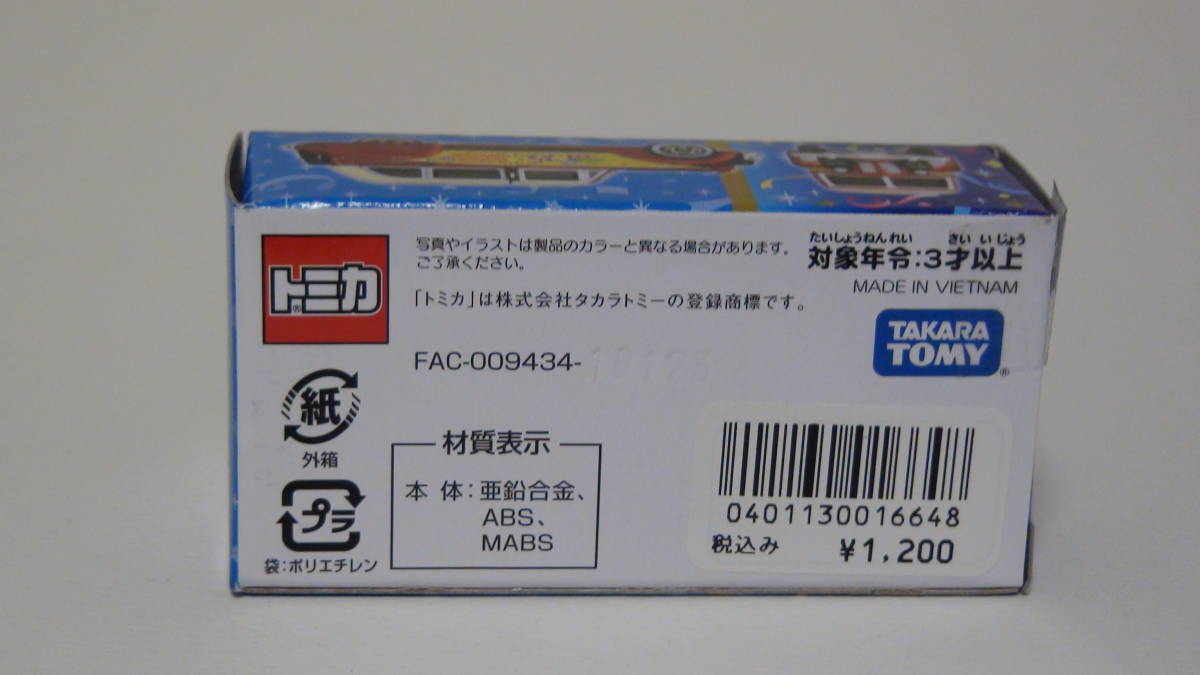 トミカ
®
写真やイラストは製品のカラーと異なる場合があります。
ご了承ください。
「トミカ」は株式会社タカラトミーの登録商標です。
FAC-009434-
たいしょうねんれい さい いじょう
対象年令:3才以上
MADE IN VIETNAM
TAKARA
TOMY
®
紙
外箱
プラ
袋:ポリエチレン
材質表示
本 体:亜鉛合金、
ABS、
MABS
0401130016648
税込み ¥1,200